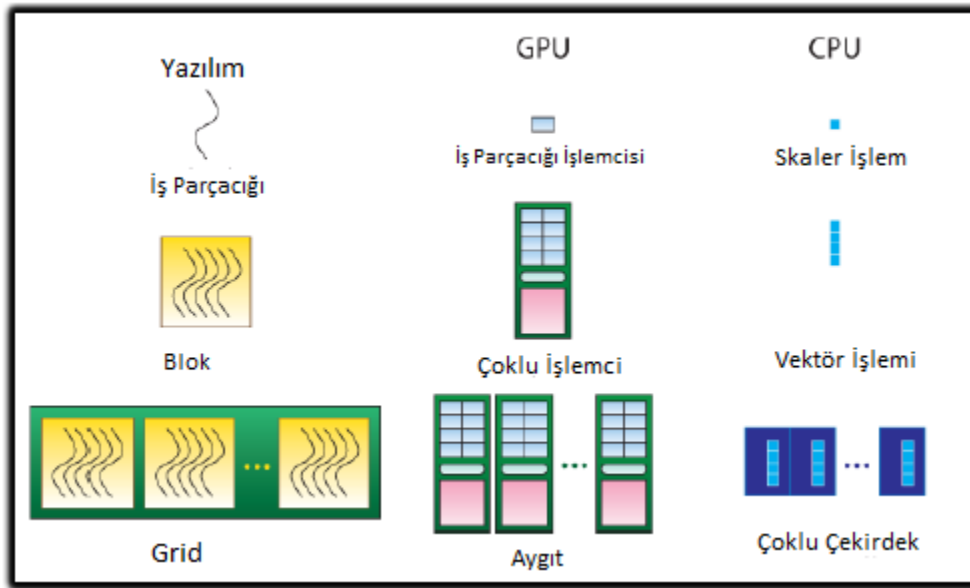 Yazılım
GPU
CPU
İş Parçacığı
İş Parçacığı İşlemcisi
Skaler İşlem
Blok
Çoklu İşlemci
Vektör İşlemi
Grid
Aygıt
Çoklu Çekirdek